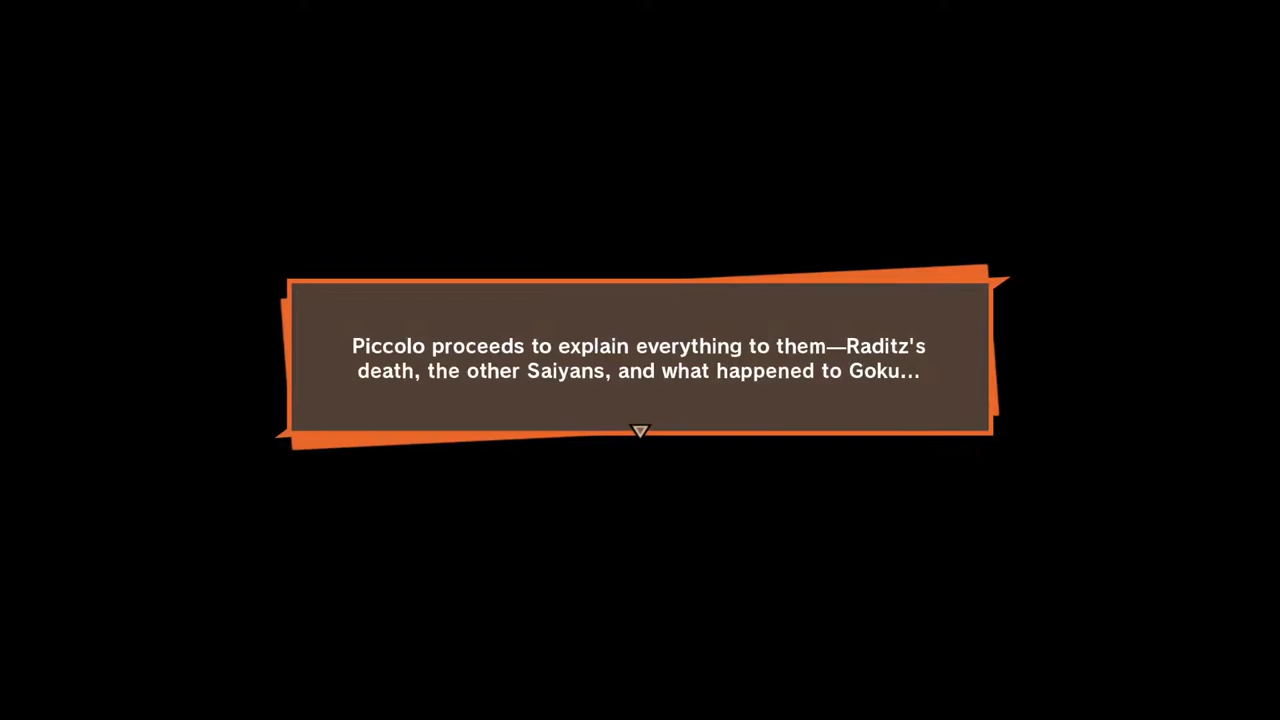 Piccolo proceeds to explain everything to them—Raditz's
death, the other Saiyans, and what happened to Goku...